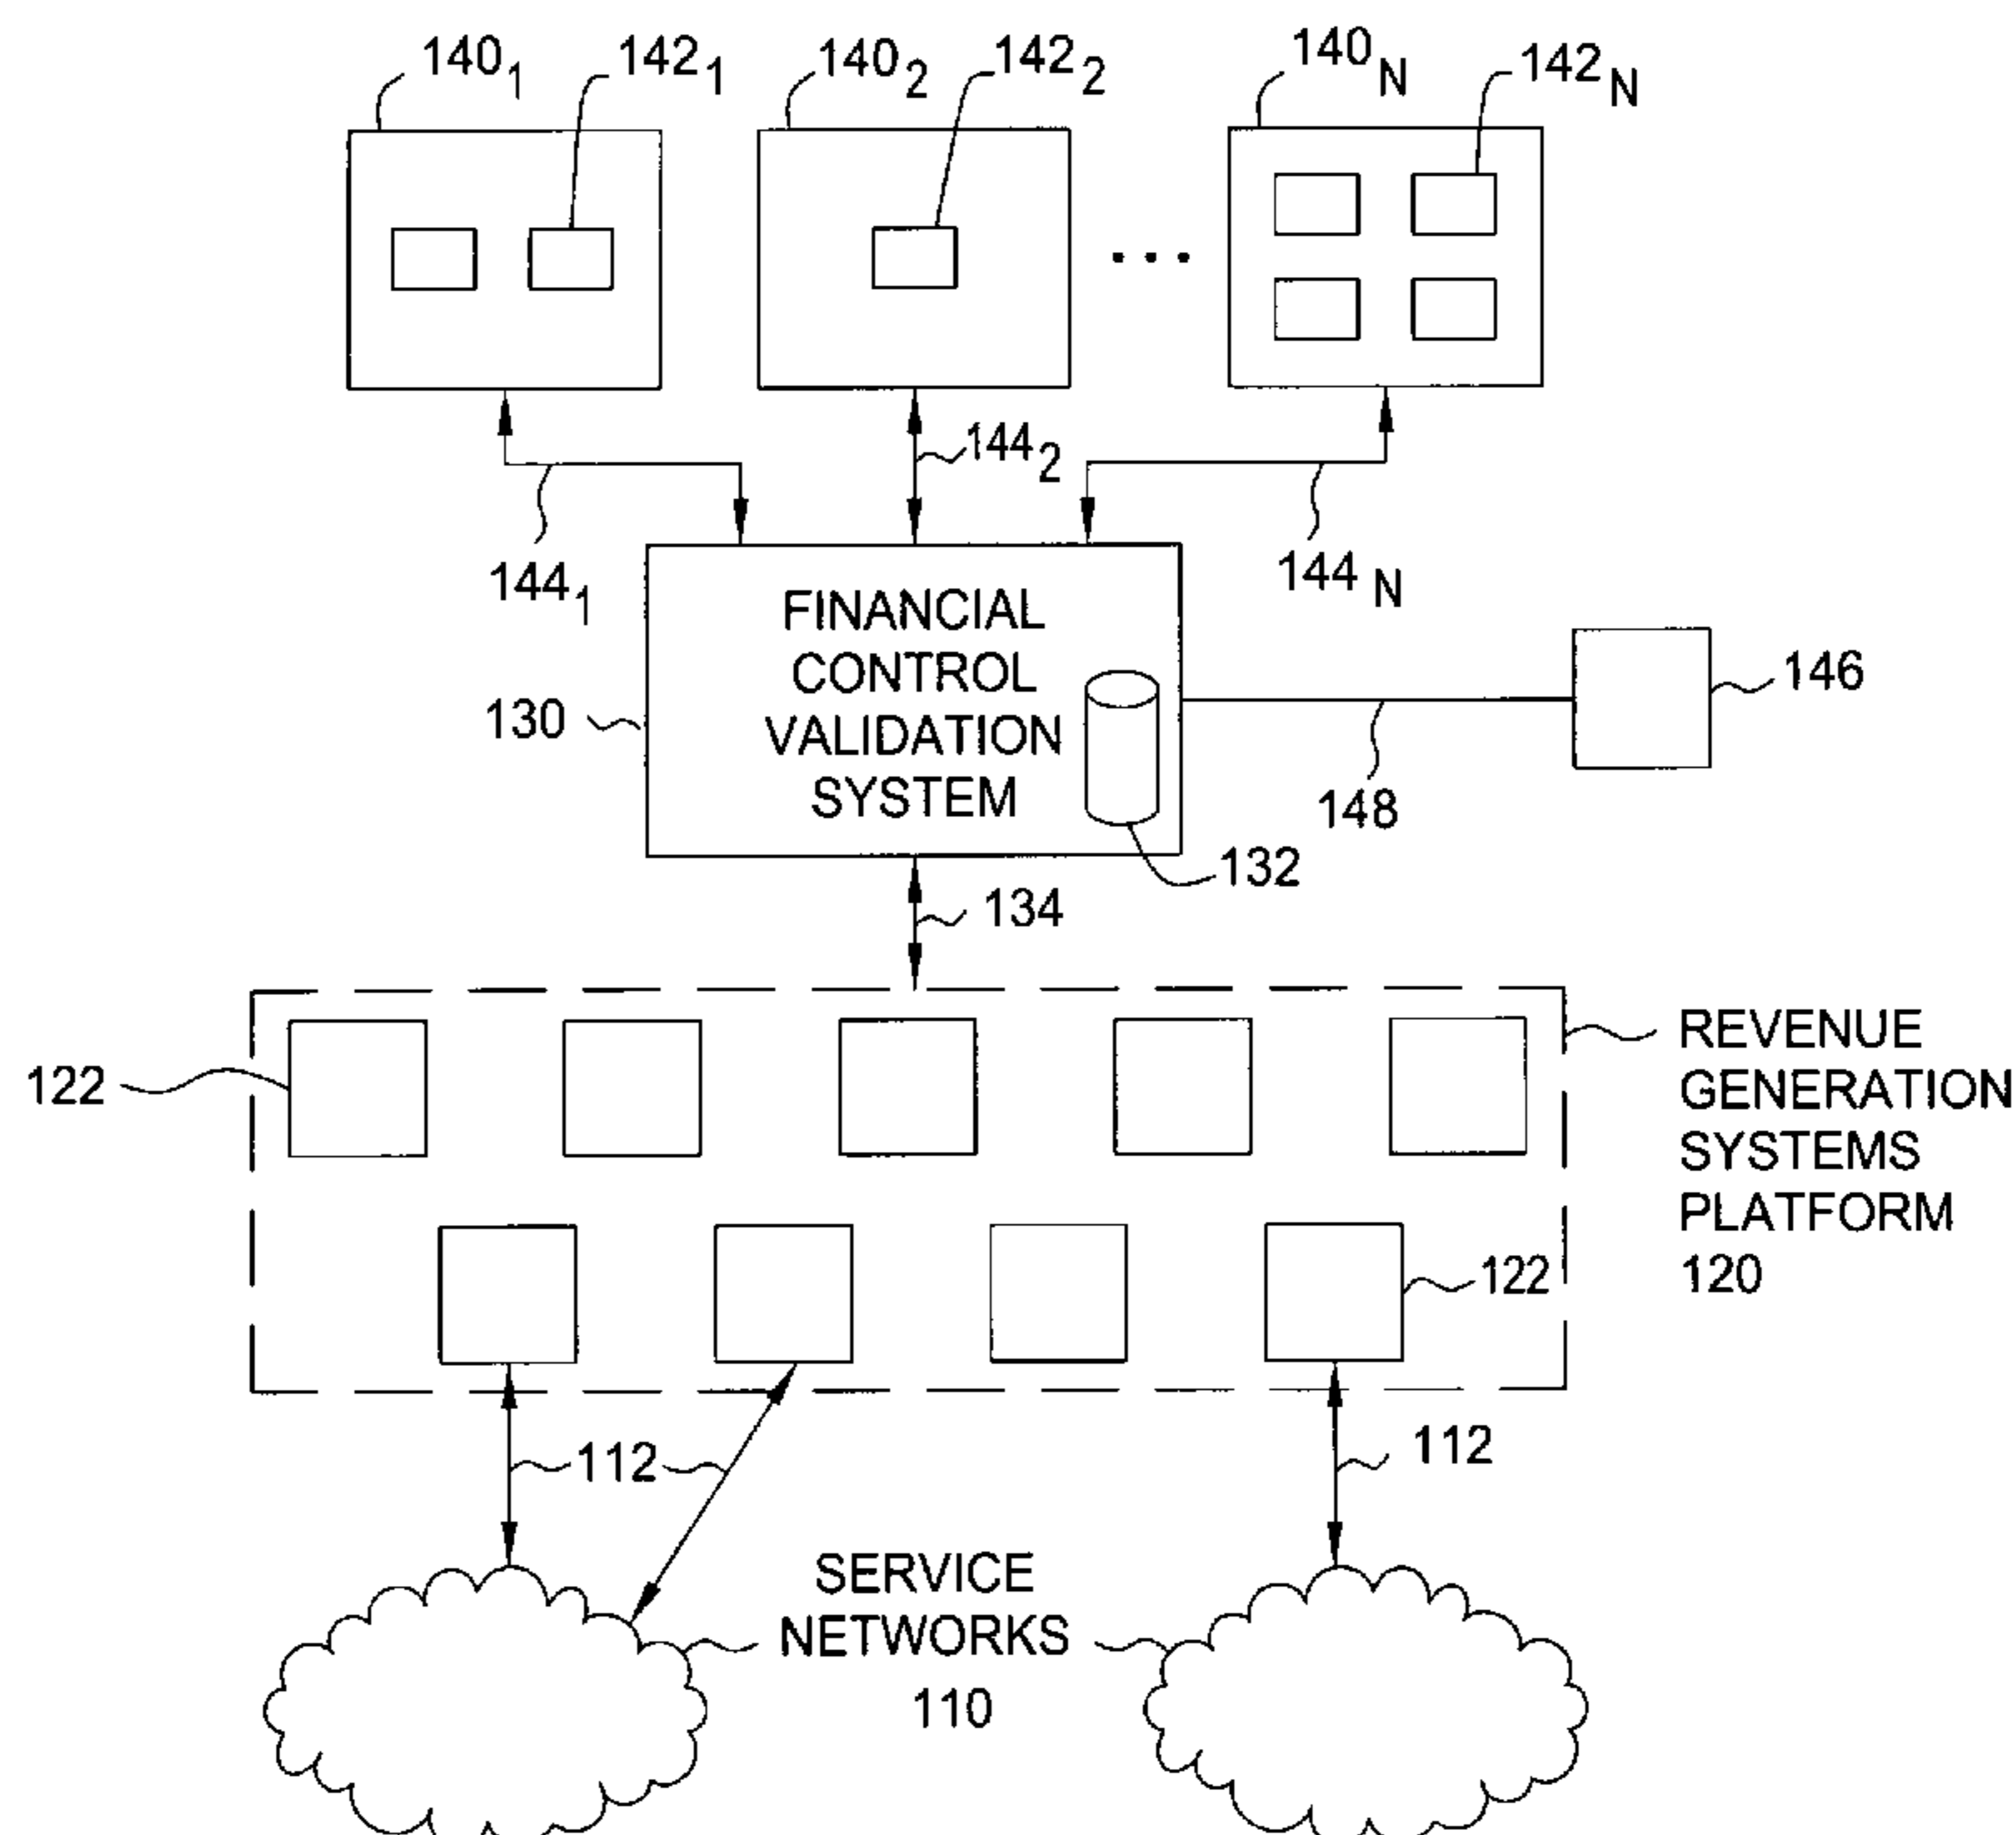 140₁ 142₁ 140₂ 142₂ 140N 142N
144₂
144₁ 144N
FINANCIAL
CONTROL
VALIDATION
SYSTEM
130
146
148
132
134
122
REVENUE
GENERATION
SYSTEMS
PLATFORM
120
122
112
112
SERVICE
NETWORKS
110